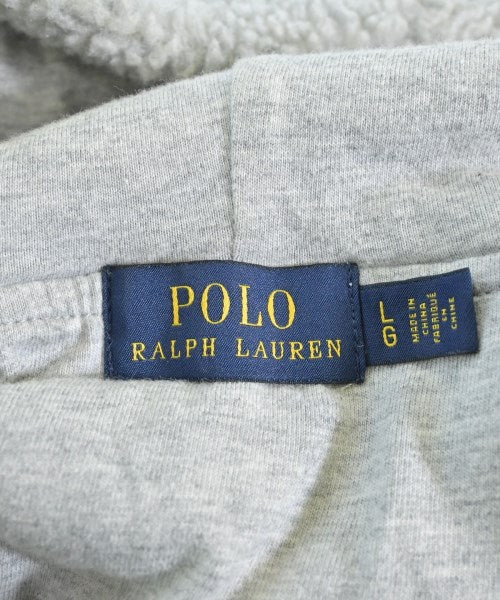 POLO
RALPH LAUREN
L
G
MADE IN
CHINA
FABRIQUÉ
EN
CHINE